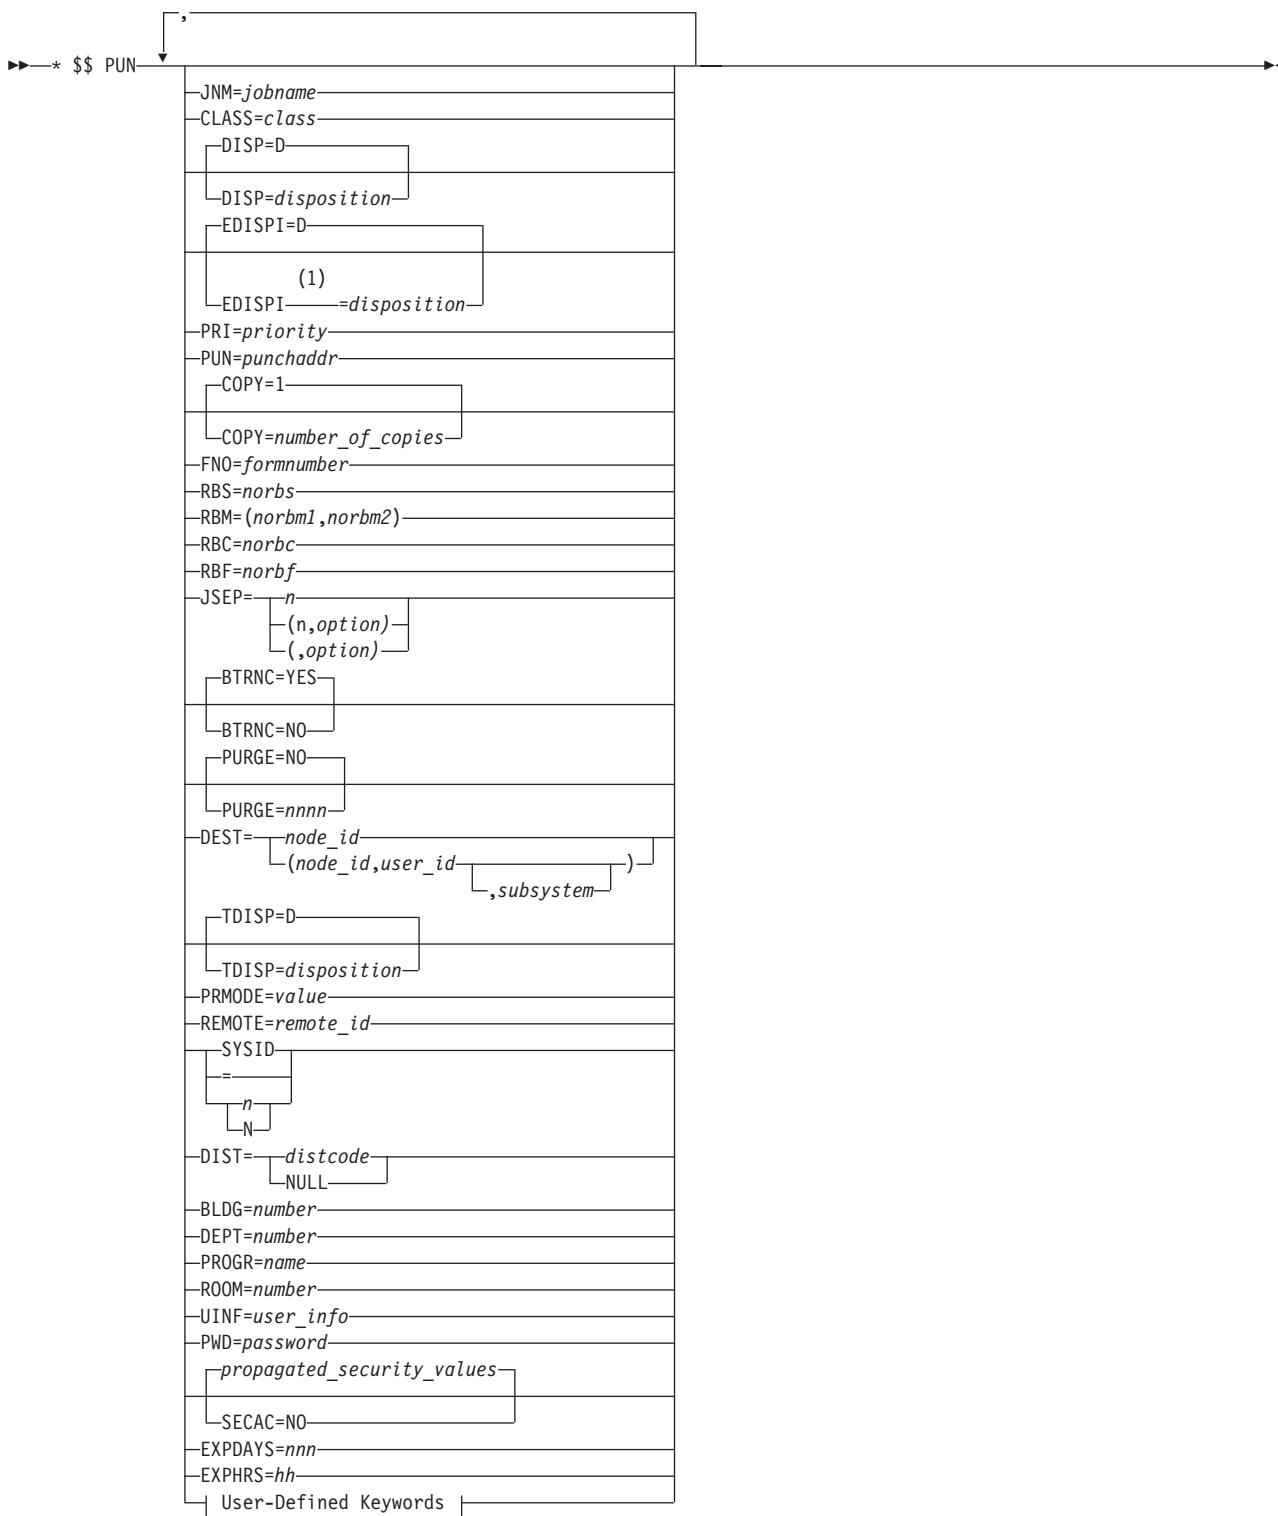 ,
* $$ PUN
JNM=jobname
CLASS=class
DISP=D
DISP=disposition
EDISPI=D
(1)
EDISPI =disposition
PRI=priority
PUN=punchaddr
COPY=1
COPY=number_of_copies
FNO=formnumber
RBS=norbs
RBM=(norbm1,norbm2)
RBC=norbc
RBF=norbf
JSEP= n
(n,option)
(,option)
BTRNC=YES
BTRNC=NO
PURGE=NO
PURGE=nnnn
DEST= node_id
(node_id,user_id )
,subsystem
TDISP=D
TDISP=disposition
PRMODE=value
REMOTE=remote_id
SYSID
=
n
N
DIST= distcode
NULL
BLDG=number
DEPT=number
PROGR=name
ROOM=number
UINF=user_info
PWD=password
propagated_security_values
SECAC=NO
EXPDAYS=nnn
EXPHRS=hh
User-Defined Keywords